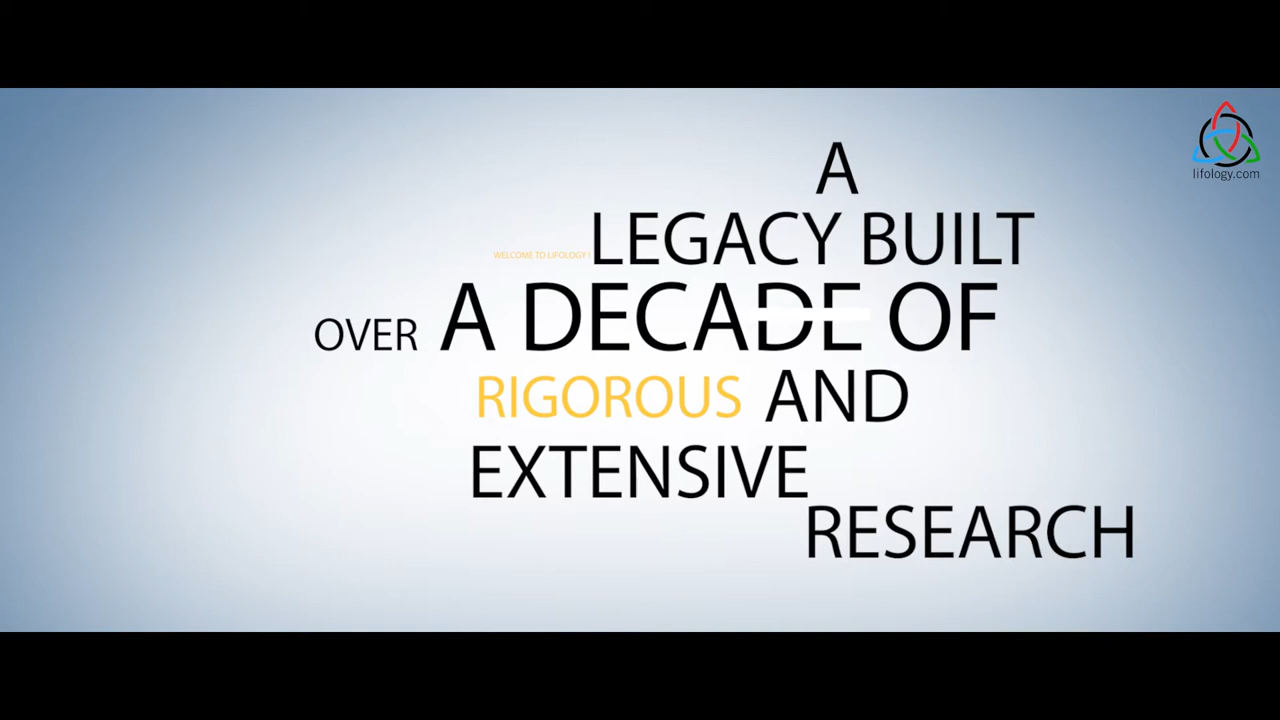 lifology.com
A
LEGACY BUILT
WELCOME TO LIFOLOGY !
OVER A DECADE OF
RIGOROUS AND
EXTENSIVE
RESEARCH